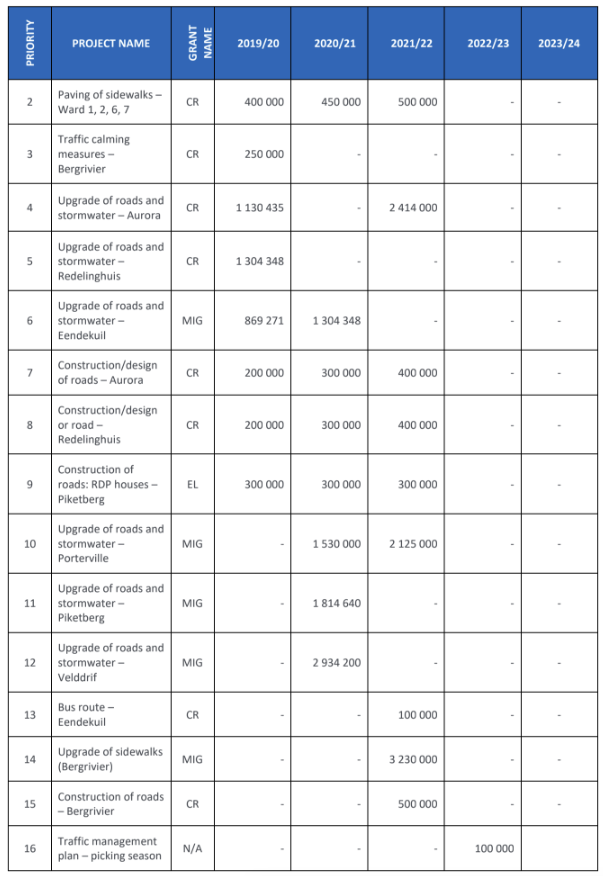 PRIORITY PROJECT NAME GRANT NAME 2019/20 2020/21 2021/22 2022/23 2023/24
2 Paving of sidewalks – CR 400 000 450 000 500 000 - -
Ward 1, 2, 6, 7
3 Traffic calming CR 250 000 - - - -
measures –
Bergrivier
4 Upgrade of roads and CR 1 130 435 - 2 414 000 - -
stormwater – Aurora
5 Upgrade of roads and CR 1 304 348 - - - -
stormwater –
Redelinghuis
6 Upgrade of roads and MIG 869 271 1 304 348 - - -
stormwater –
Eendekuil
7 Construction/design CR 200 000 300 000 400 000 - -
of roads – Aurora
8 Construction/design CR 200 000 300 000 400 000 - -
or road –
Redelinghuis
9 Construction of EL 300 000 300 000 300 000 - -
roads: RDP houses –
Piketberg
10 Upgrade of roads and MIG - 1 530 000 2 125 000 - -
stormwater –
Porterville
11 Upgrade of roads and MIG - 1 814 640 - - -
stormwater –
Piketberg
12 Upgrade of roads and MIG - 2 934 200 - - -
stormwater –
Velddrif
13 Bus route – CR - - 100 000 - -
Eendekuil
14 Upgrade of sidewalks MIG - - 3 230 000 - -
(Bergrivier)
15 Construction of roads CR - - 500 000 - -
– Bergrivier
16 Traffic management N/A - - - 100 000
plan – picking season